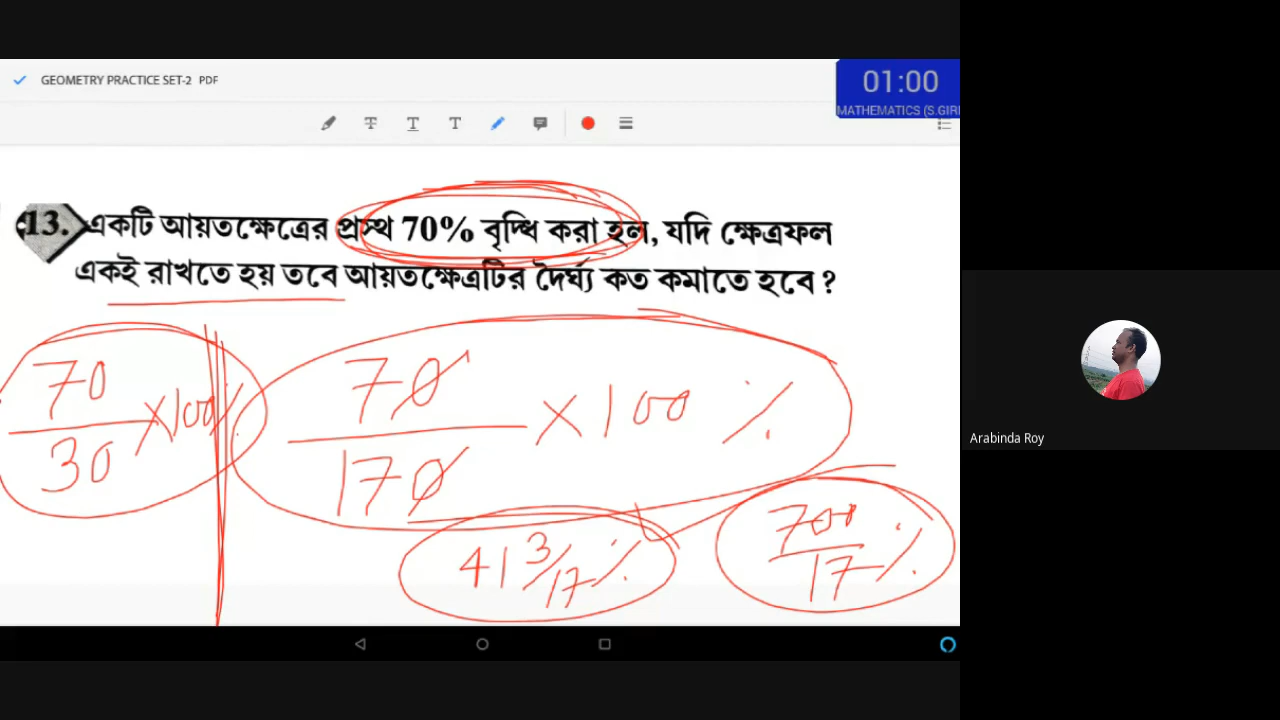 GEOMETRY PRACTICE SET-2 PDF
01:00
MATHEMATICS (S.GIRI
T T T
13. একটি আয়তক্ষেত্রের প্রস্থ 70% বৃদ্ধি করা হল, যদি ক্ষেত্রফল
একই রাখতে হয় তবে আয়তক্ষেত্রটির দৈর্ঘ্য কত কমাতে হবে ?
70/30 ×100%
70/170 × 100 %
41 3/17 %
700/17 %
Arabinda Roy